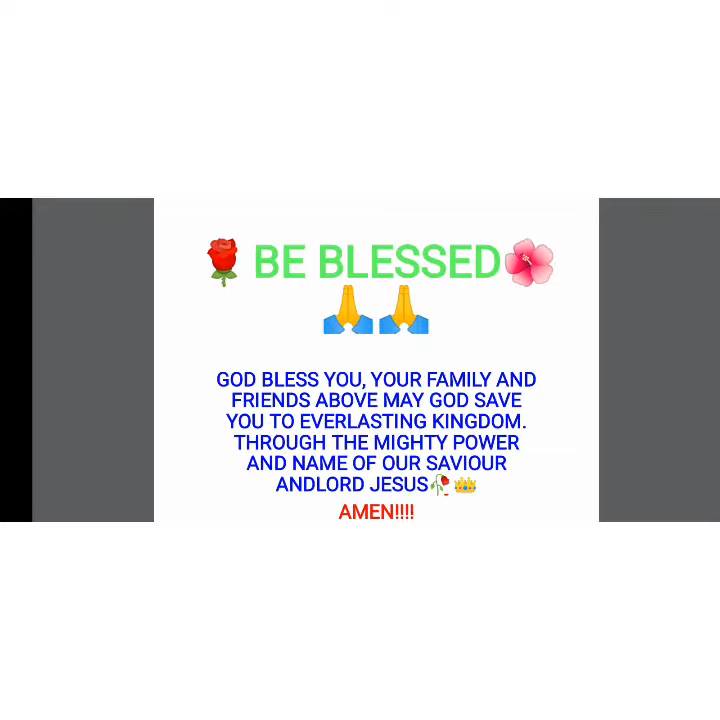 🌹BE BLESSED🌺
🙏🙏
GOD BLESS YOU, YOUR FAMILY AND
FRIENDS ABOVE MAY GOD SAVE
YOU TO EVERLASTING KINGDOM.
THROUGH THE MIGHTY POWER
AND NAME OF OUR SAVIOUR
ANDLORD JESUS🥀👑
AMEN!!!!